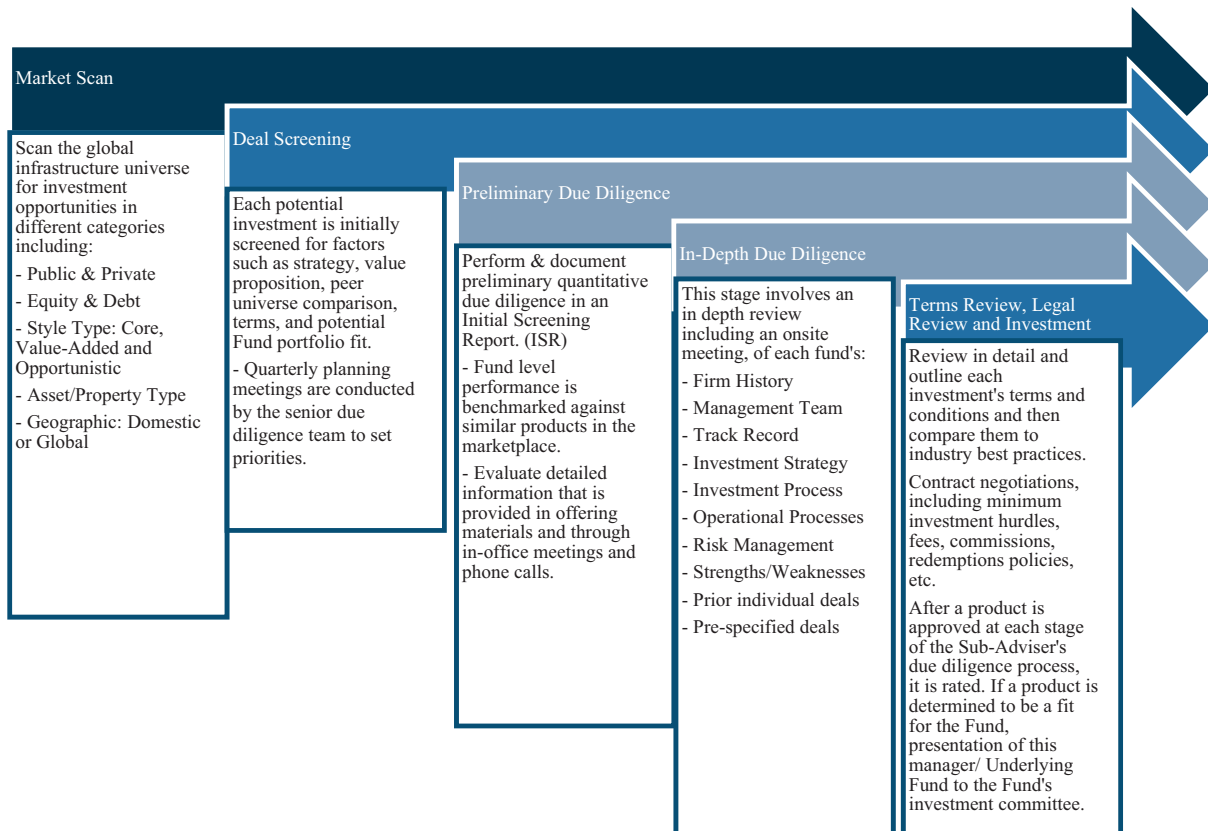 Market Scan
Scan the global
infrastructure universe
for investment
opportunities in
different categories
including:
- Public & Private
- Equity & Debt
- Style Type: Core,
Value-Added and
Opportunistic
- Asset/Property Type
- Geographic: Domestic
or Global
Deal Screening
Each potential
investment is initially
screened for factors
such as strategy, value
proposition, peer
universe comparison,
terms, and potential
Fund portfolio fit.
- Quarterly planning
meetings are conducted
by the senior due
diligence team to set
priorities.
Preliminary Due Diligence
Perform & document
preliminary quantitative
due diligence in an
Initial Screening
Report. (ISR)
- Fund level
performance is
benchmarked against
similar products in the
marketplace.
- Evaluate detailed
information that is
provided in offering
materials and through
in-office meetings and
phone calls.
In-Depth Due Diligence
This stage involves an
in depth review
including an onsite
meeting, of each fund's:
- Firm History
- Management Team
- Track Record
- Investment Strategy
- Investment Process
- Operational Processes
- Risk Management
- Strengths/Weaknesses
- Prior individual deals
- Pre-specified deals
Terms Review, Legal
Review and Investment
Review in detail and
outline each
investment's terms and
conditions and then
compare them to
industry best practices.
Contract negotiations,
including minimum
investment hurdles,
fees, commissions,
redemptions policies,
etc.
After a product is
approved at each stage
of the Sub-Adviser's
due diligence process,
it is rated. If a product is
determined to be a fit
for the Fund,
presentation of this
manager/ Underlying
Fund to the Fund's
investment committee.